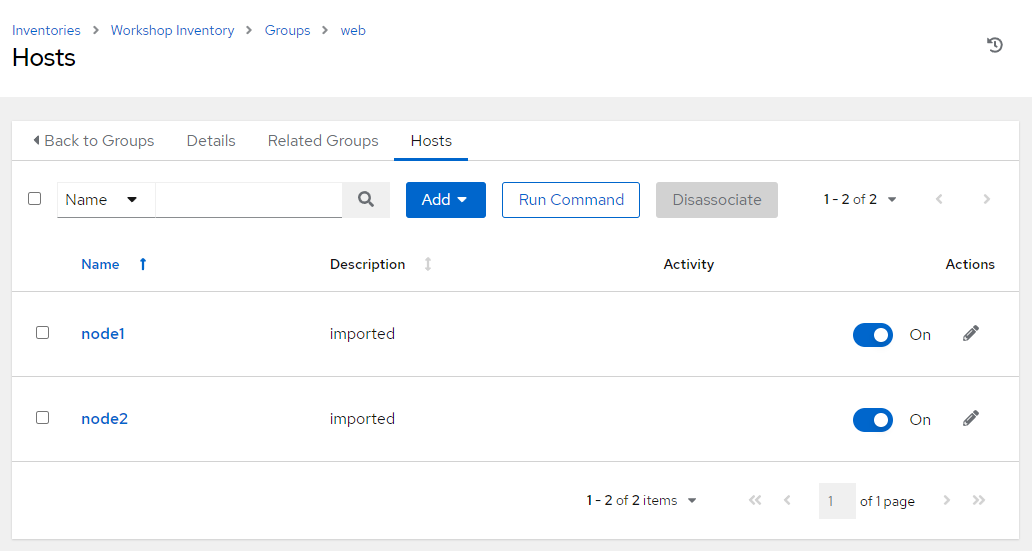 Inventories > Workshop Inventory > Groups > web
Hosts
Back to Groups Details Related Groups Hosts
Name Add Run Command Disassociate 1 - 2 of 2
Name Description Activity Actions
node1 imported On
node2 imported On
1 - 2 of 2 items 1 of 1 page